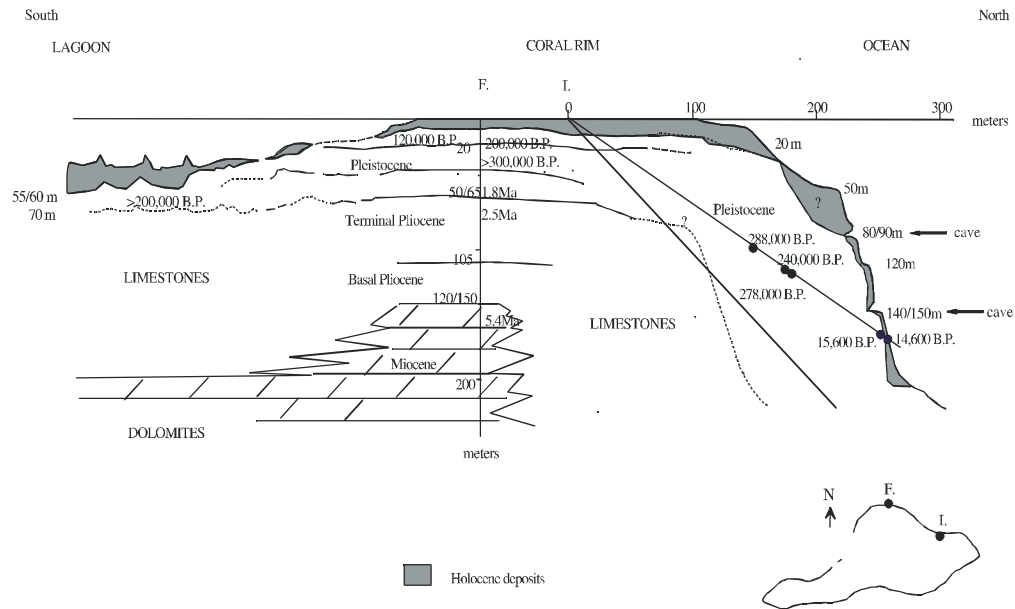 South
North
LAGOON
CORAL RIM
OCEAN
F.
I.
0
100
200
300
meters
120,000 B.P.
20
200,000 B.P.
Pleistocene
>300,000 B.P.
20 m
50m
55/60 m
70 m
>200,000 B.P.
50/65
1.8Ma
Terminal Pliocene
2.5Ma
Pleistocene
?
?
80/90m
cave
288,000 B.P.
240,000 B.P.
120m
LIMESTONES
105
Basal Pliocene
278,000 B.P.
120/150
5.4Ma
LIMESTONES
140/150m
cave
15,600 B.P.
14,600 B.P.
Miocene
200
DOLOMITES
meters
N
F.
I.
Holocene deposits